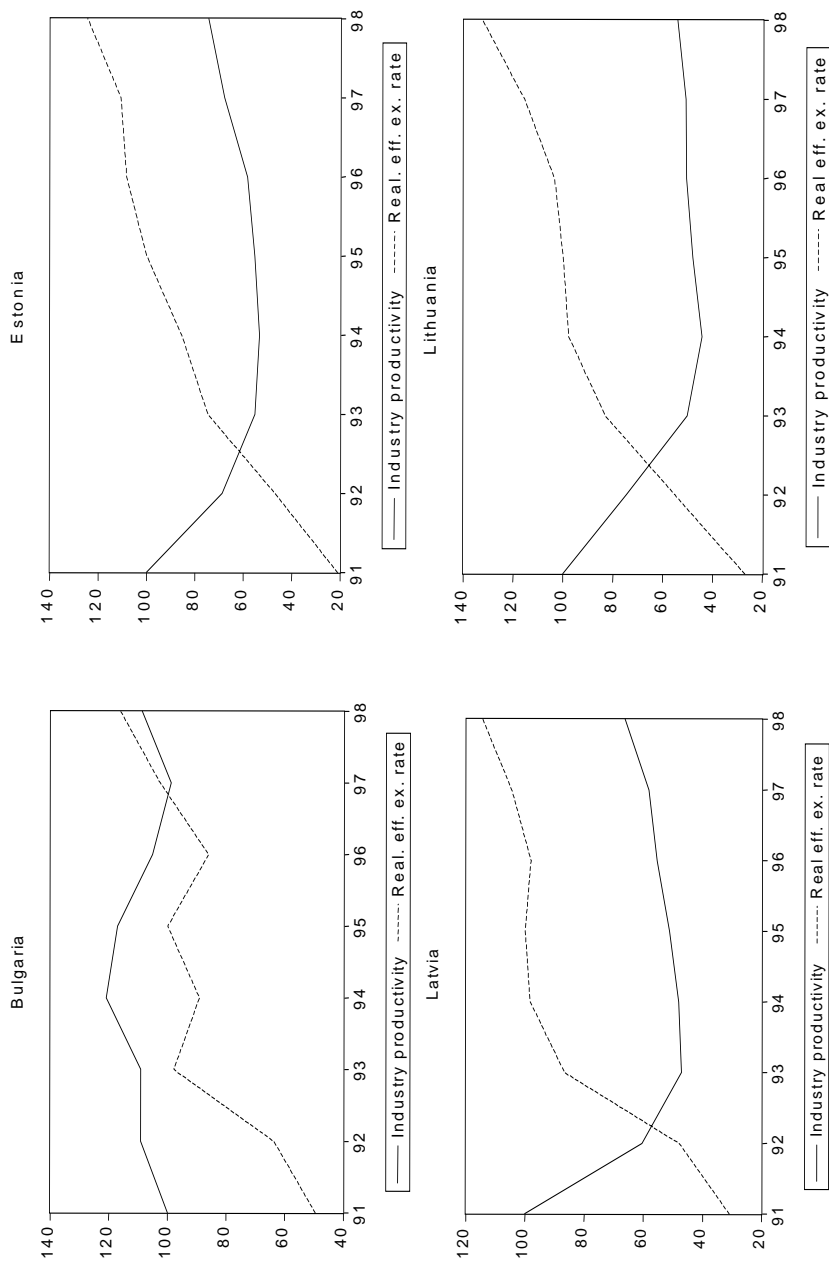 Bulgaria
140
120
100
80
60
40
91 92 93 94 95 96 97 98
Industry productivity Real. eff. ex. rate
Estonia
140
120
100
80
60
40
20
91 92 93 94 95 96 97 98
Industry productivity Real. eff. ex. rate
Latvia
120
100
80
60
40
20
91 92 93 94 95 96 97 98
Industry productivity Real eff. ex. rate
Lithuania
140
120
100
80
60
40
20
91 92 93 94 95 96 97 98
Industry productivity Real eff. ex. rate